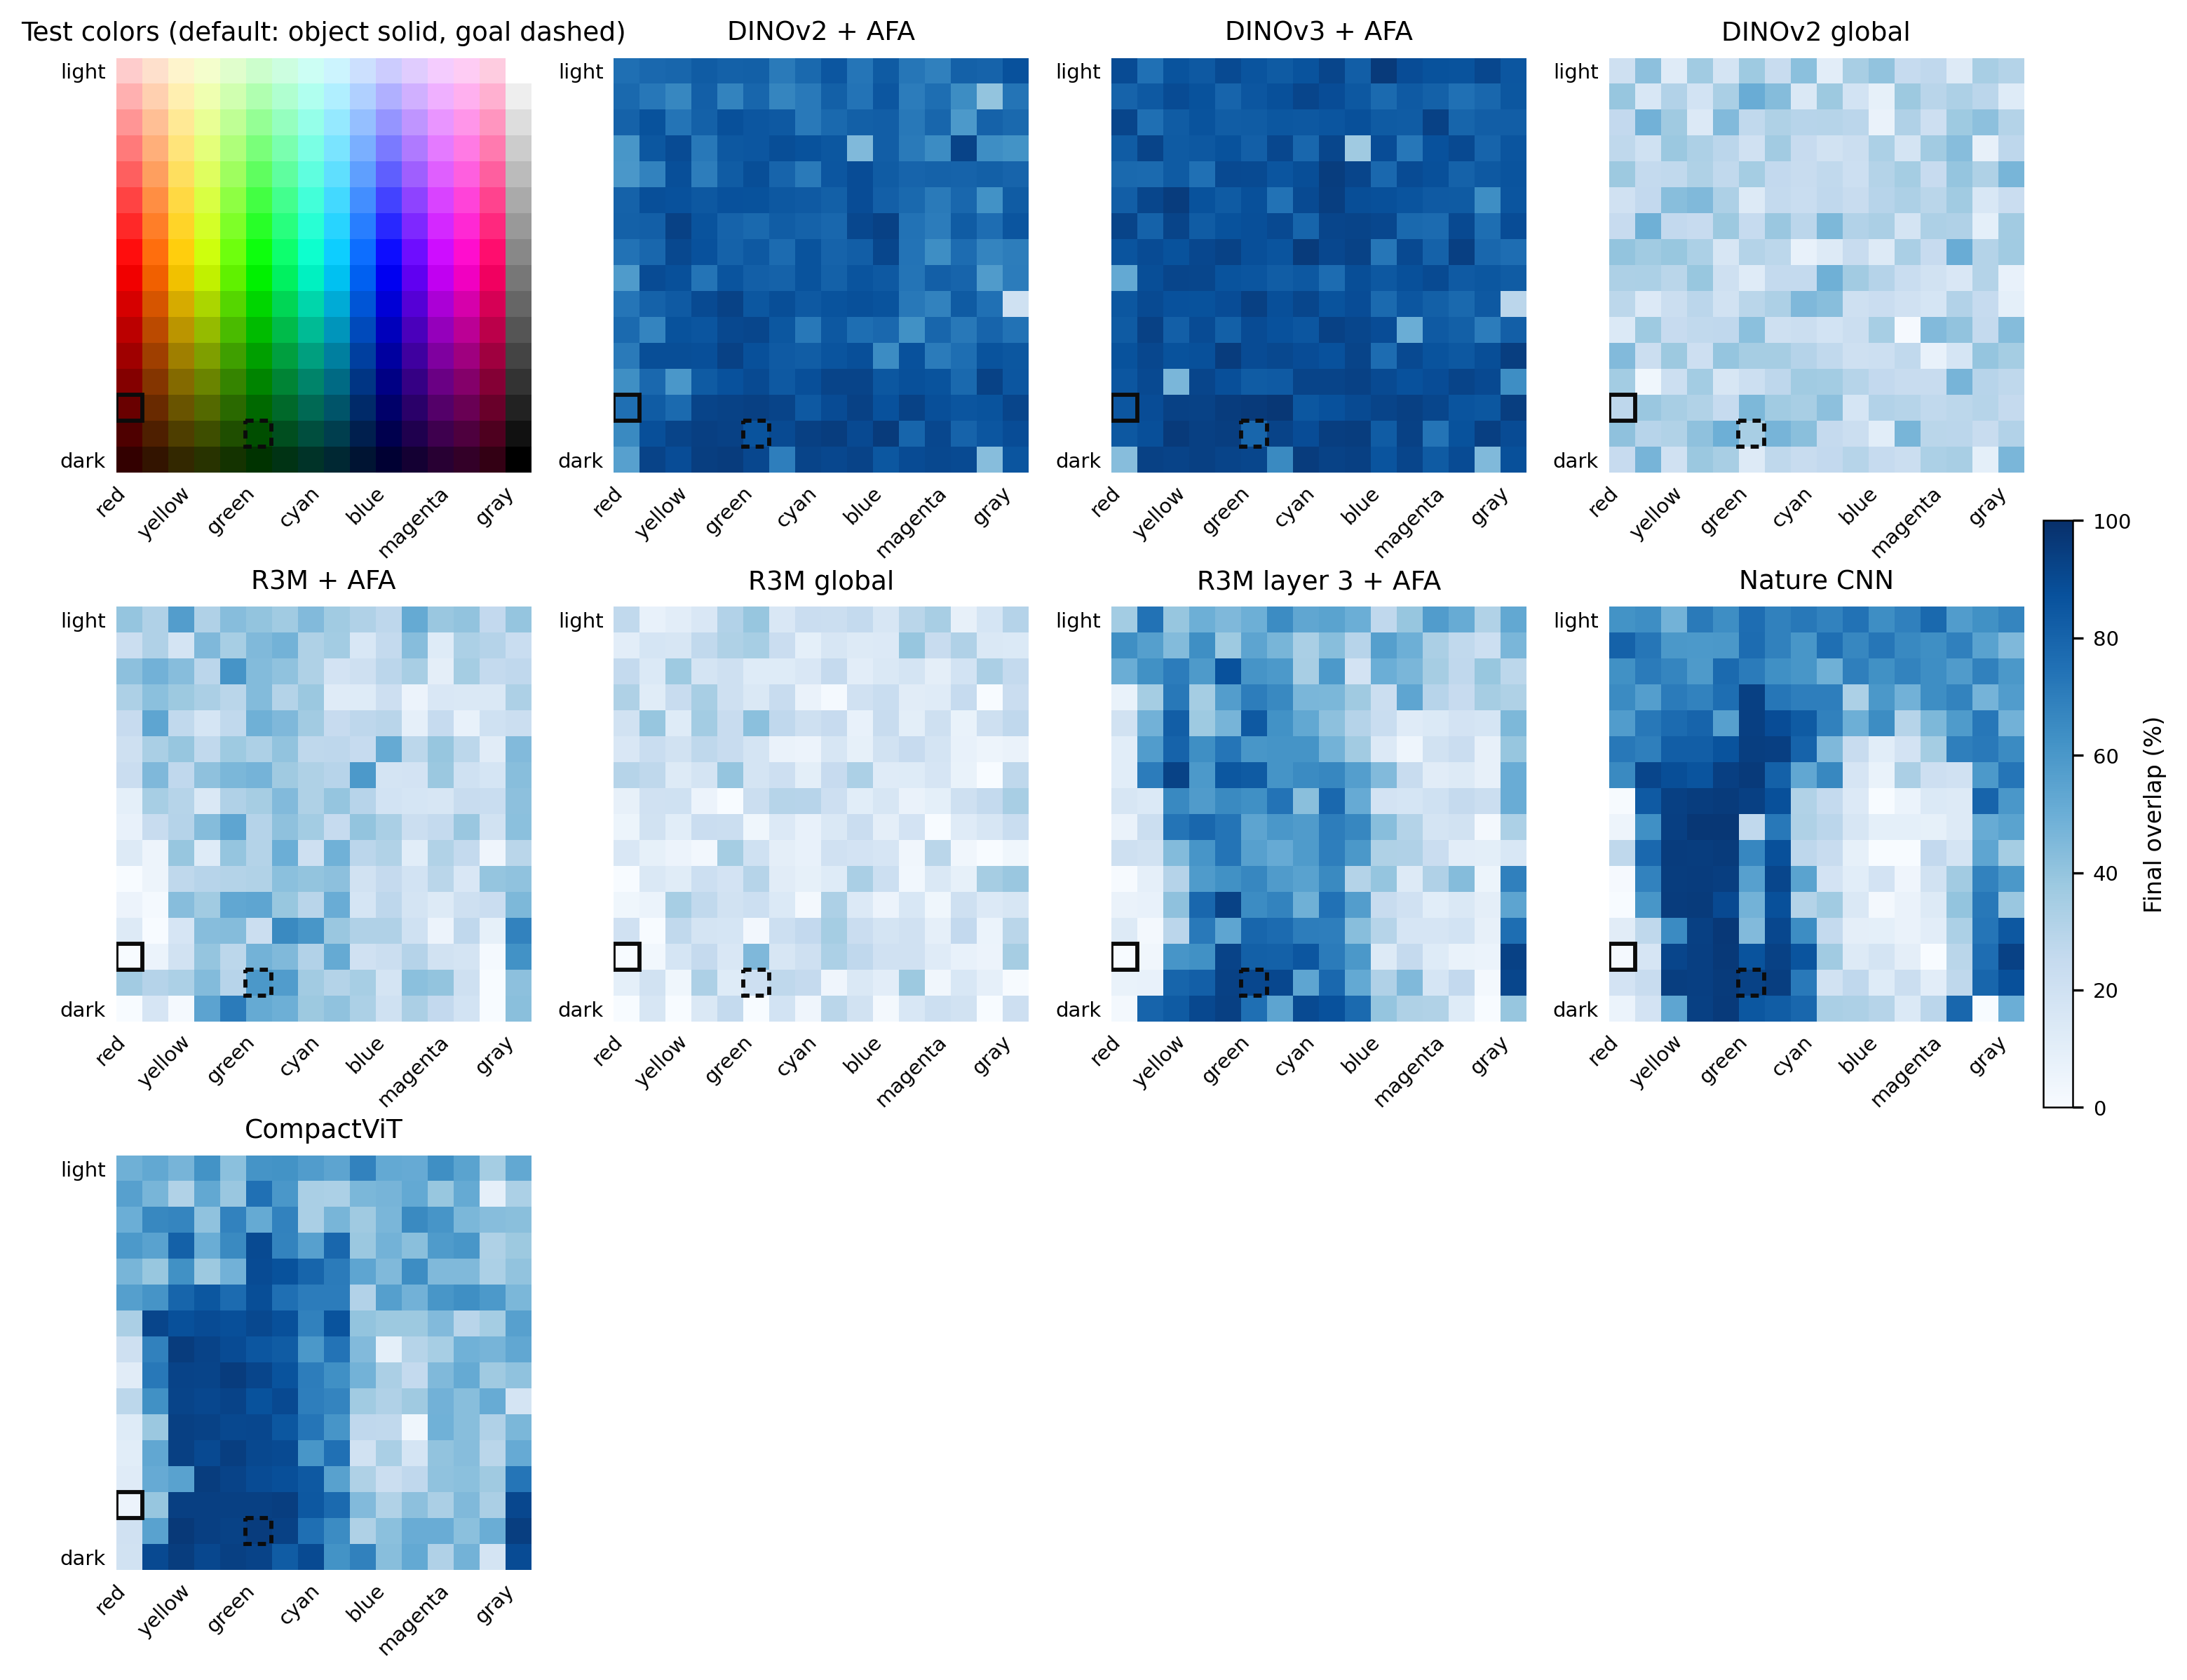 Test colors (default: object solid, goal dashed)
DINOv2 + AFA
DINOv3 + AFA
DINOv2 global
light
light
light
light
dark
dark
dark
dark
red
yellow
green
cyan
blue
magenta
gray
red
yellow
green
cyan
blue
magenta
gray
red
yellow
green
cyan
blue
magenta
gray
red
yellow
green
cyan
blue
magenta
gray
R3M + AFA
R3M global
R3M layer 3 + AFA
Nature CNN
light
light
light
light
dark
dark
dark
dark
red
yellow
green
cyan
blue
magenta
gray
red
yellow
green
cyan
blue
magenta
gray
red
yellow
green
cyan
blue
magenta
gray
red
yellow
green
cyan
blue
magenta
gray
100
80
60
40
20
0
Final overlap (%)
CompactViT
light
dark
red
yellow
green
cyan
blue
magenta
gray